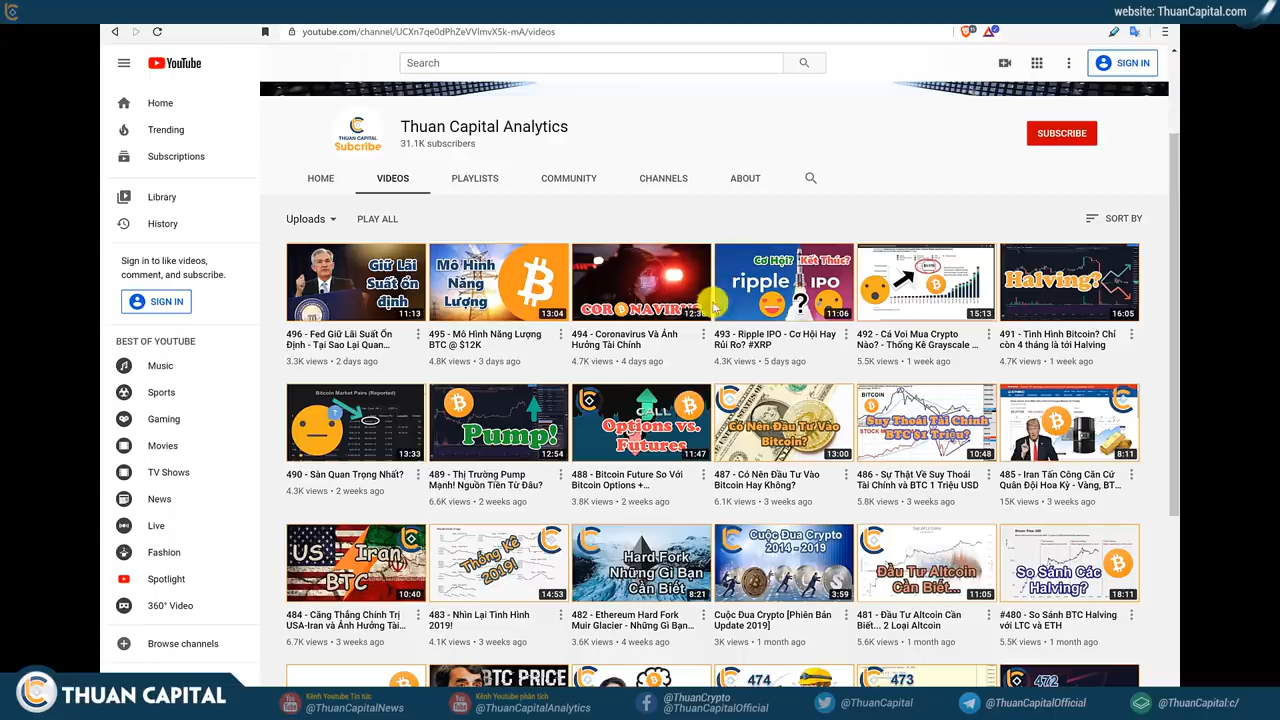 website: ThuanCapital.com
youtube.com/channel/UCXn7qe0dPhZeVVlmvX5k-mA/videos
YouTube
Search
SIGN IN
Home
Trending
Subscriptions
Library
History
Sign in to like videos,
comment, and subscribe.
SIGN IN
BEST OF YOUTUBE
Music
Sports
Gaming
Movies
TV Shows
News
Live
Fashion
Spotlight
360° Video
Browse channels
THUAN CAPITAL
Subcribe
Thuan Capital Analytics
31.1K subscribers
SUBSCRIBE
HOME VIDEOS PLAYLISTS COMMUNITY CHANNELS ABOUT
Uploads PLAY ALL SORT BY
Giữ Lãi
Suất ổn
định
11:13
496 - Fed Giữ Lãi Suất Ổn
Định - Tại Sao Lại Quan...
3.3K views • 2 days ago
Mô Hình
Năng
Lượng
13:04
495 - Mô Hình Năng Lượng
BTC @ $12K
4.8K views • 3 days ago
CORONAVIRUS
494 - Coronavirus Và Ảnh
Hưởng Tài Chính
4.7K views • 4 days ago
Cơ Hội? Kết Thúc?
ripple IPO
11:06
493 - Ripple IPO - Cơ Hội Hay
Rủi Ro? #XRP
4.3K views • 5 days ago
15:13
492 - Cá Voi Mua Crypto
Nào? - Thống Kê Grayscale ...
5.5K views • 1 week ago
Halving?
16:05
491 - Tình Hình Bitcoin? Chỉ
còn 4 tháng là tới Halving
4.7K views • 1 week ago
Bitcoin Market Pairs (Reported)
13:33
490 - Sàn Quan Trọng Nhất?
4.3K views • 2 weeks ago
Pump!
12:54
489 - Thị Trường Pump
Mạnh! Nguồn Tiền Từ Đâu?
6.6K views • 2 weeks ago
CALL
Options vs.
Futures
11:47
488 - Bitcoin Future So Với
Bitcoin Options +...
3.8K views • 2 weeks ago
Có Nên Đầu Tư Vào
Bitcoin?
13:00
487 - Có Nên Đầu Tư Vào
Bitcoin Hay Không?
6.1K views • 3 weeks ago
BITCOIN
Suy Thoái Tài Chính
BTC $1 Triệu?
10:48
486 - Sự Thật Về Suy Thoái
Tài Chính và BTC 1 Triệu USD
5.8K views • 3 weeks ago
8:11
485 - Iran Tấn Công Căn Cứ
Quân Đội Hoa Kỳ - Vàng, BT...
15K views • 3 weeks ago
US Iran
BTC
10:40
484 - Căng Thẳng Chính Trị
USA-Iran và Ảnh Hưởng Tài...
6.7K views • 3 weeks ago
Thống Kê
2019!
14:53
483 - Nhìn Lại Tình Hình
2019!
4.1K views • 3 weeks ago
Hard Fork
Những Gì Bạn
Cần Biết
8:21
482 - Ethereum Hard Fork
Muir Glacier - Những Gì Bạn...
3.6K views • 4 weeks ago
Cuộc Đua Crypto
2014 - 2019
3:59
Cuộc Đua Crypto [Phiên Bản
Update 2019]
3K views • 1 month ago
Đầu Tư Altcoin
Cần Biết...
11:05
481 - Đầu Tư Altcoin Cần
Biết... 2 Loại Altcoin
5.6K views • 1 month ago
So Sánh Các
Halving?
18:11
#480 - So Sánh BTC Halving
với LTC và ETH
5.5K views • 1 month ago
BTC PRICE
474
473
472
THUAN CAPITAL
Kênh Youtube Tin tức
@ThuanCapitalNews
Kênh Youtube phân tích
@ThuanCapitalAnalytics
@ThuanCrypto
@ThuanCapitalOfficial
@ThuanCapital
@ThuanCapitalOfficial
@ThuanCapital:c/